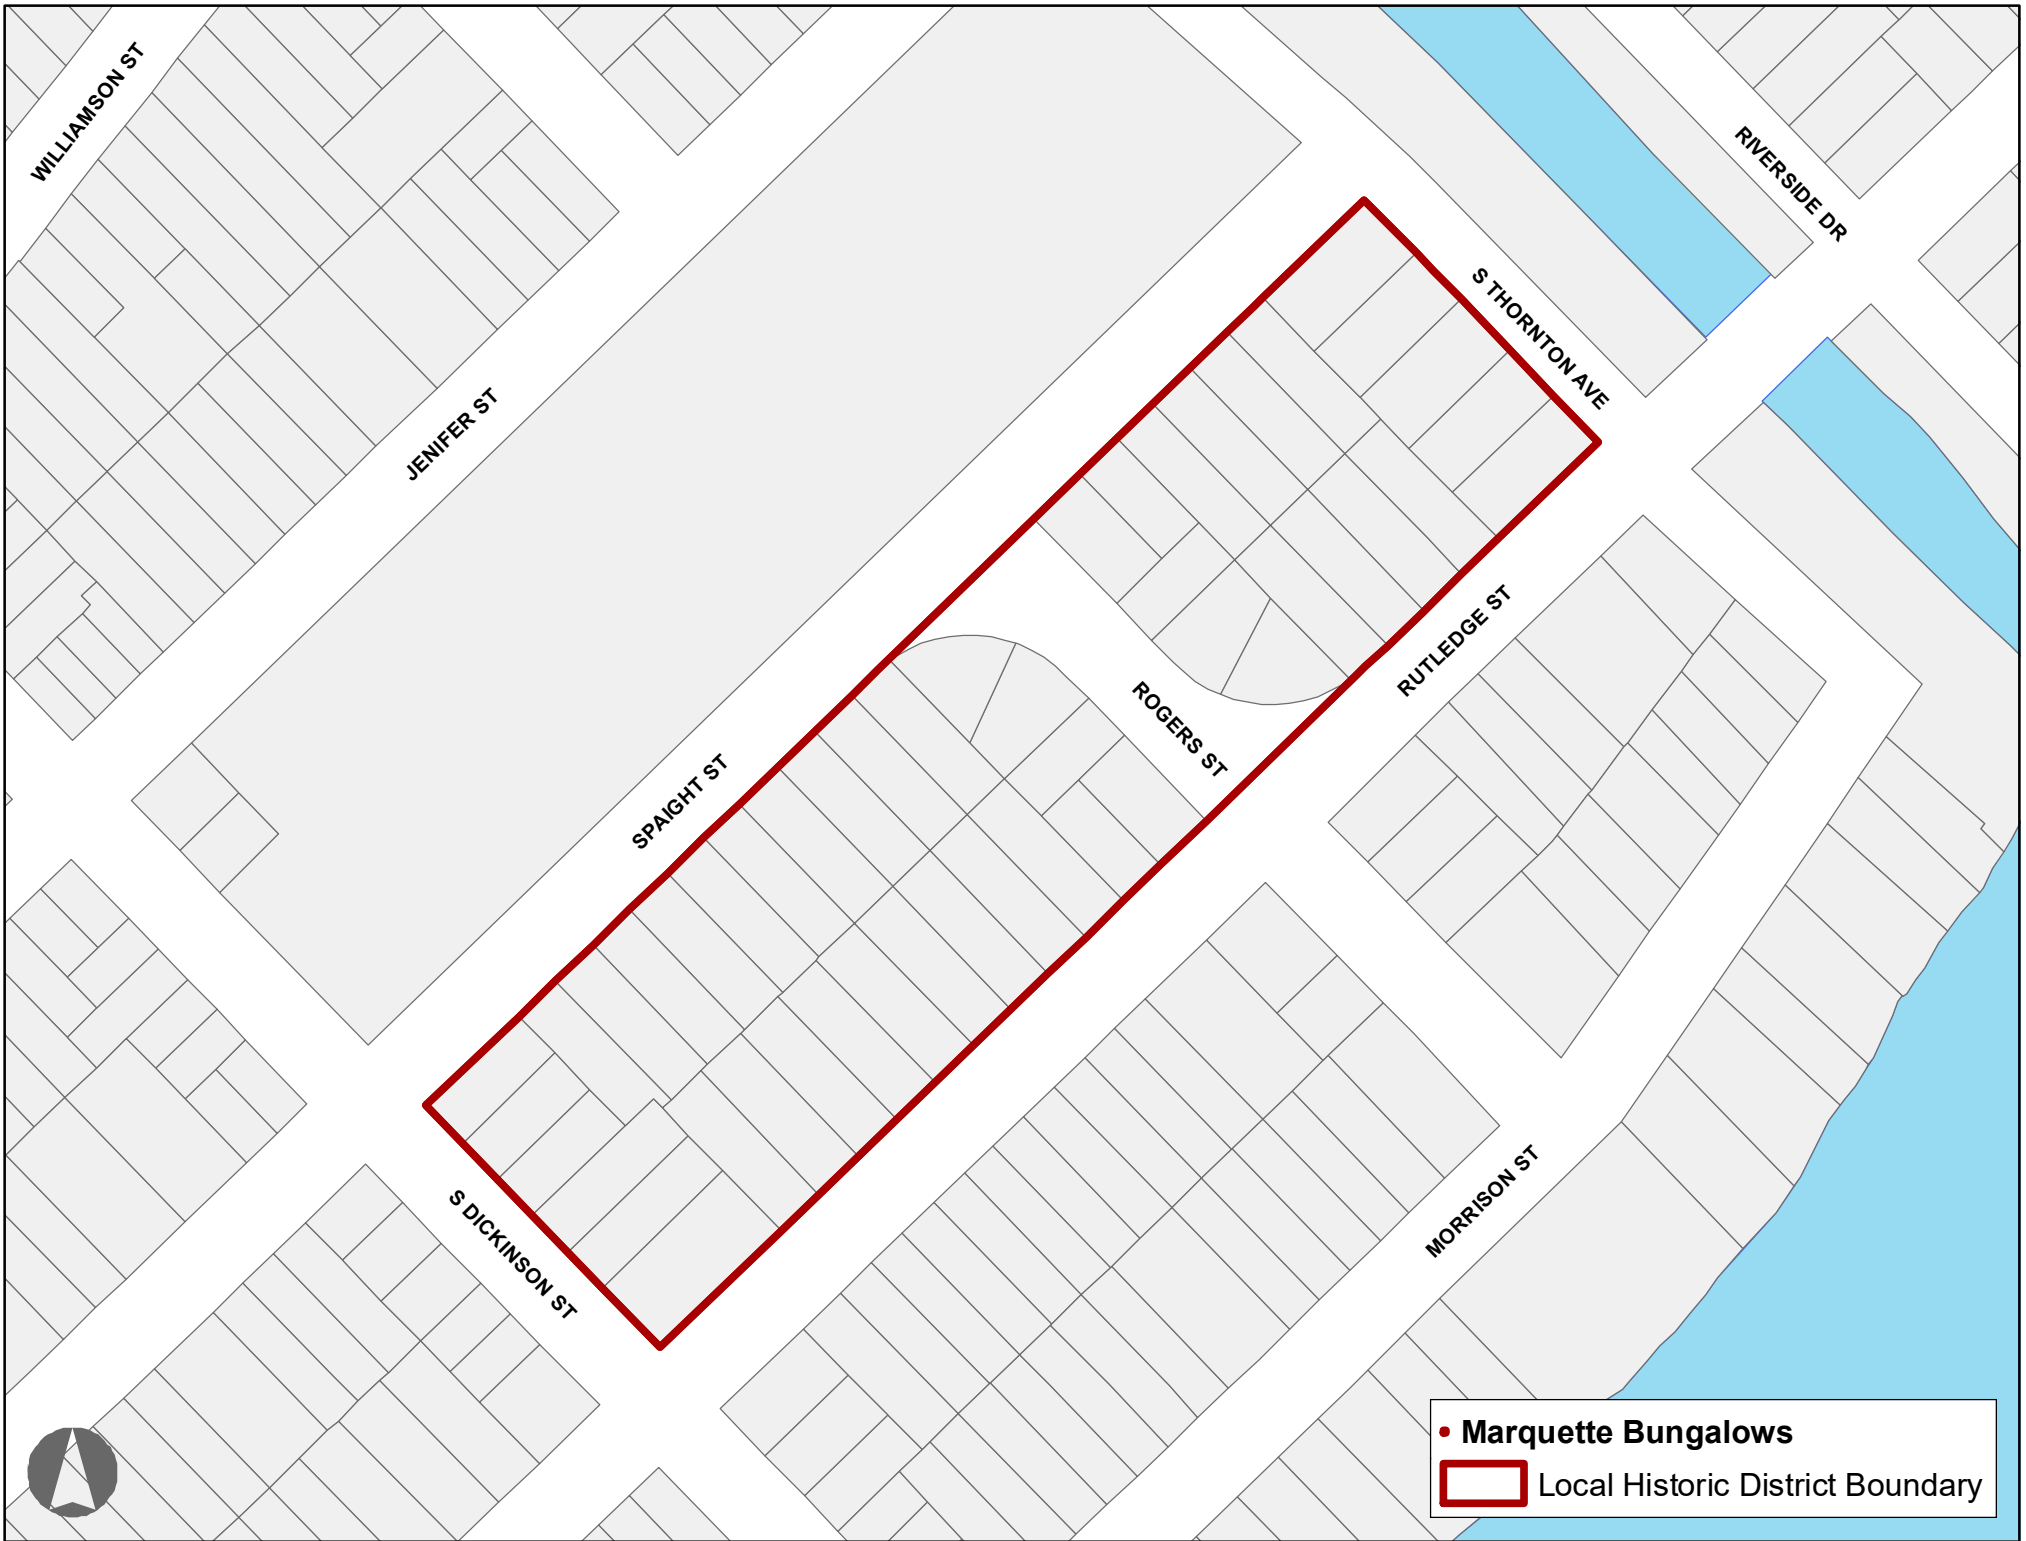 WILLIAMSON ST
RIVERSIDE DR
S THORNTON AVE
JENIFER ST
RUTLEDGE ST
ROGERS ST
SPAIGHT ST
MORRISON ST
S DICKINSON ST
Marquette Bungalows
Local Historic District Boundary